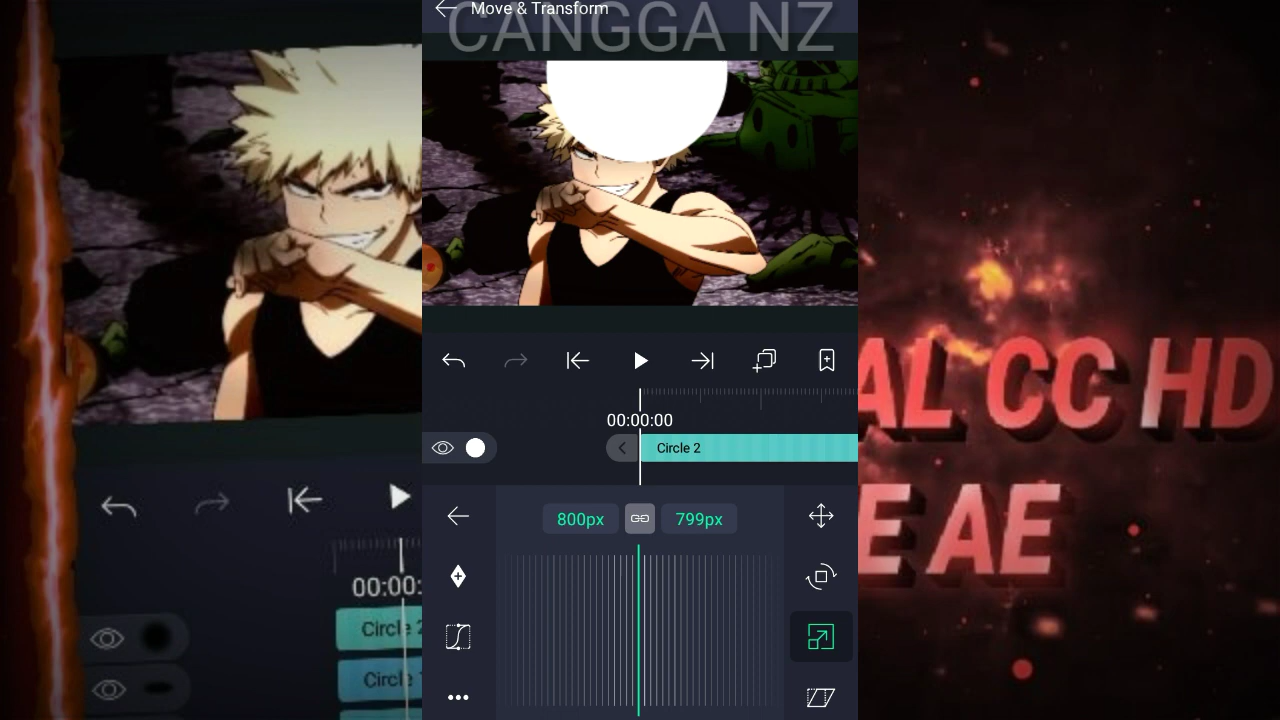 Move & Transform
CANGGA NZ
00:00:00
Circle 2
800px
799px
00:00:
Circle 2
Circle
AL CC HD
E AE